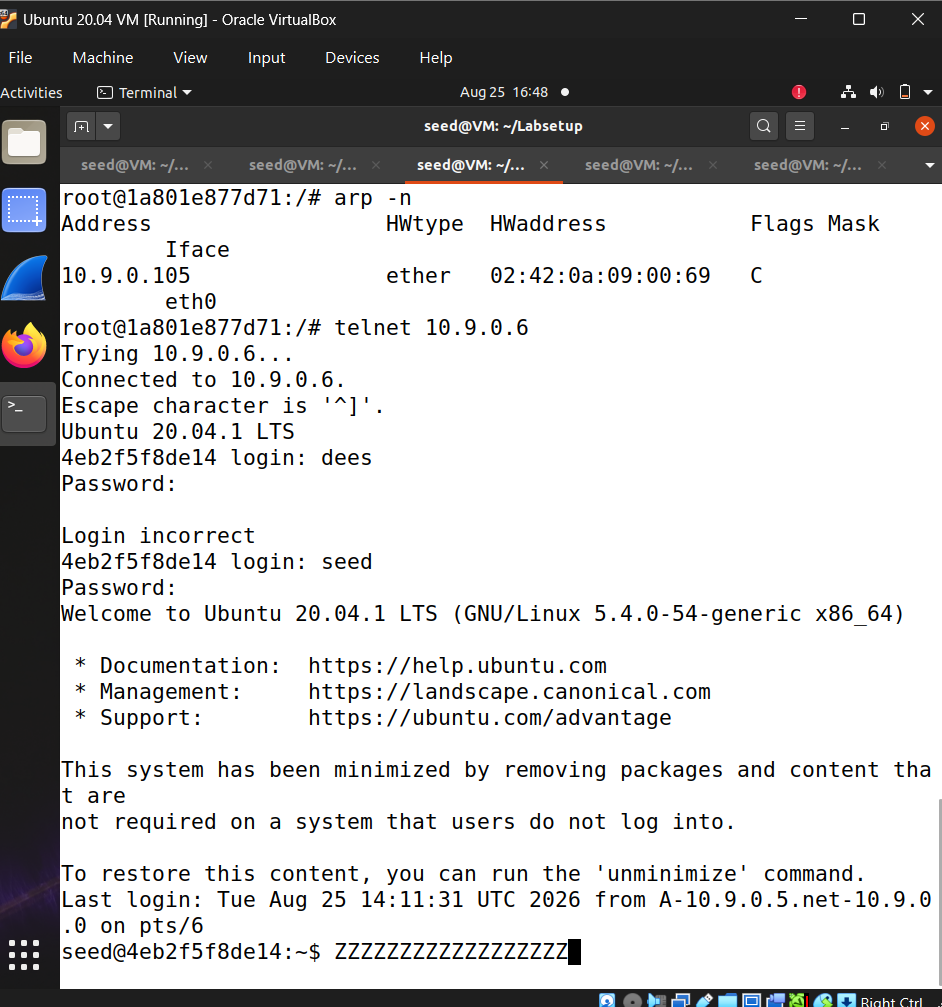 Ubuntu 20.04 VM [Running] - Oracle VirtualBox
File Machine View Input Devices Help
Activities Terminal Aug 25 16:48
seed@VM: ~/Labsetup
seed@VM: ~/... × seed@VM: ~/... × seed@VM: ~/... × seed@VM: ~/... × seed@VM: ~/... ×
root@1a801e877d71:/# arp -n
Address HWtype HWaddress Flags Mask
Iface
10.9.0.105 ether 02:42:0a:09:00:69 C
eth0
root@1a801e877d71:/# telnet 10.9.0.6
Trying 10.9.0.6...
Connected to 10.9.0.6.
Escape character is '^]'.
Ubuntu 20.04.1 LTS
4eb2f5f8de14 login: dees
Password:
Login incorrect
4eb2f5f8de14 login: seed
Password:
Welcome to Ubuntu 20.04.1 LTS (GNU/Linux 5.4.0-54-generic x86_64)
* Documentation: https://help.ubuntu.com
* Management: https://landscape.canonical.com
* Support: https://ubuntu.com/advantage
This system has been minimized by removing packages and content tha
t are
not required on a system that users do not log into.
To restore this content, you can run the 'unminimize' command.
Last login: Tue Aug 25 14:11:31 UTC 2026 from A-10.9.0.5.net-10.9.0
.0 on pts/6
seed@4eb2f5f8de14:~$ ZZZZZZZZZZZZZZZZZZ
Right Ctrl